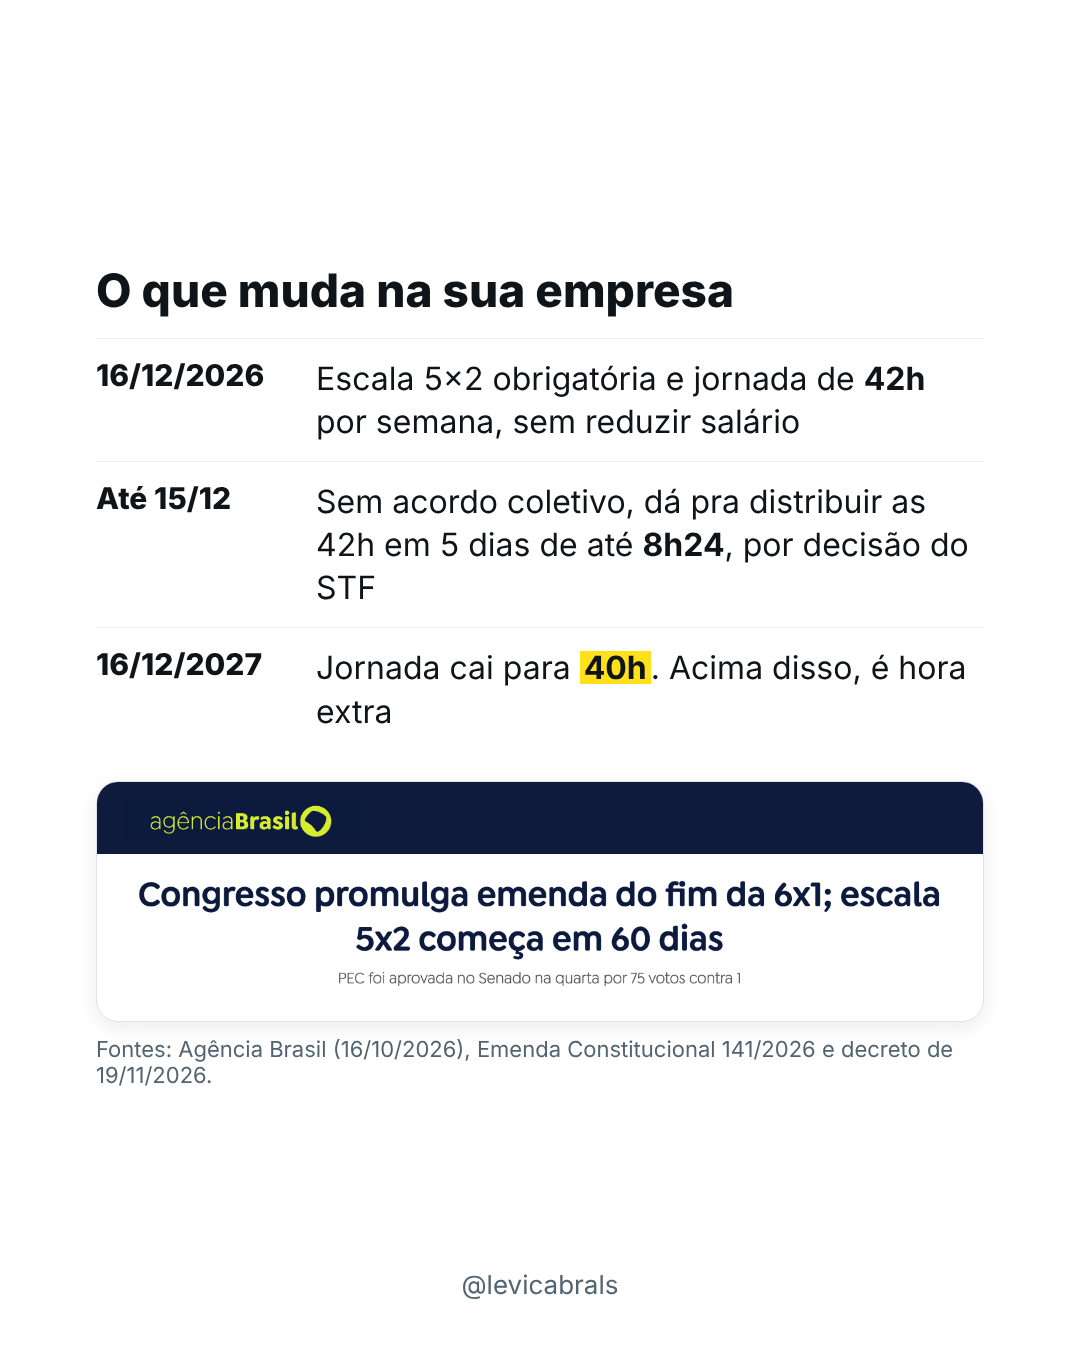 O que muda na sua empresa
16/12/2026
Escala 5×2 obrigatória e jornada de 42h
por semana, sem reduzir salário
Até 15/12
Sem acordo coletivo, dá pra distribuir as
42h em 5 dias de até 8h24, por decisão do
STF
16/12/2027
Jornada cai para 40h. Acima disso, é hora
extra
agênciaBrasil
Congresso promulga emenda do fim da 6x1; escala
5x2 começa em 60 dias
PEC foi aprovada no Senado na quarta por 75 votos contra 1
Fontes: Agência Brasil (16/10/2026), Emenda Constitucional 141/2026 e decreto de
19/11/2026.
@levicabrals